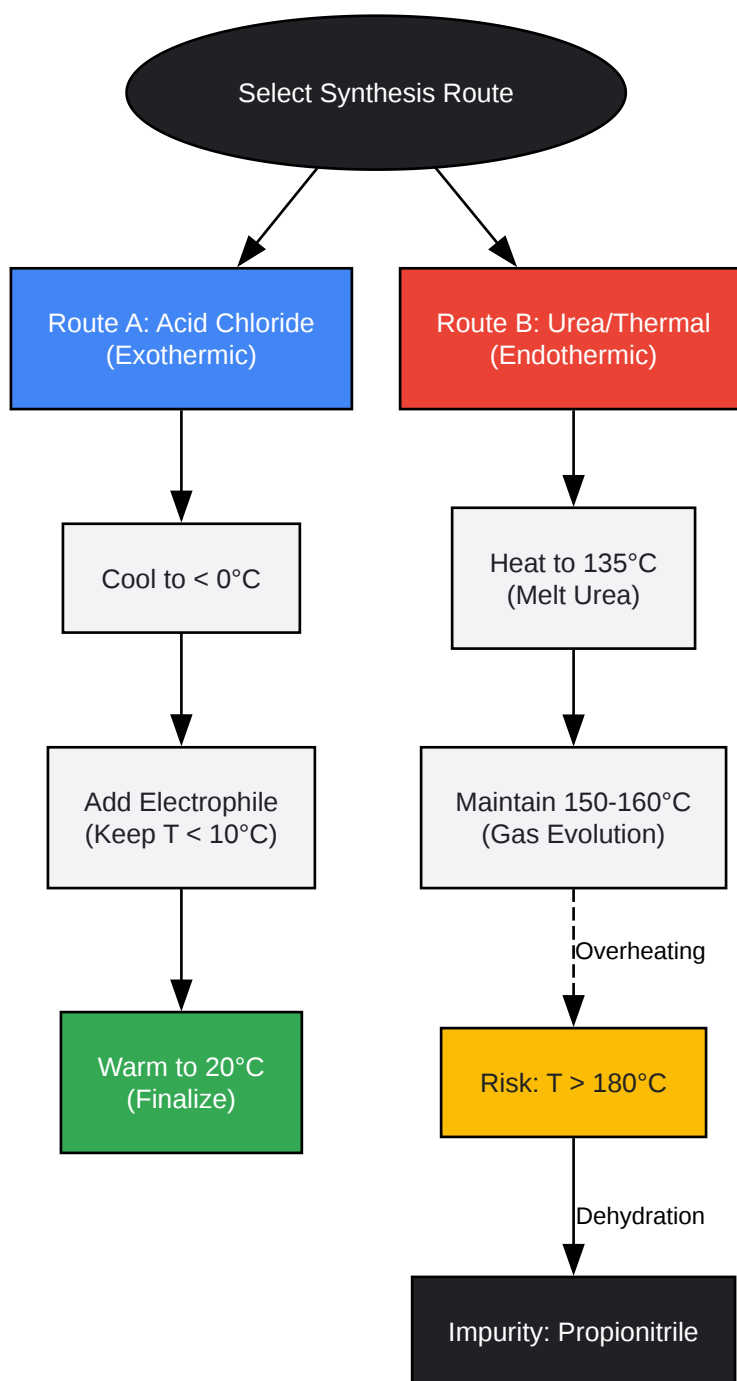 Select Synthesis Route
Route A: Acid Chloride
(Exothermic)
Route B: Urea/Thermal
(Endothermic)
Cool to < 0°C
Heat to 135°C
(Melt Urea)
Add Electrophile
(Keep T < 10°C)
Maintain 150-160°C
(Gas Evolution)
Overheating
Warm to 20°C
(Finalize)
Risk: T > 180°C
Dehydration
Impurity: Propionitrile